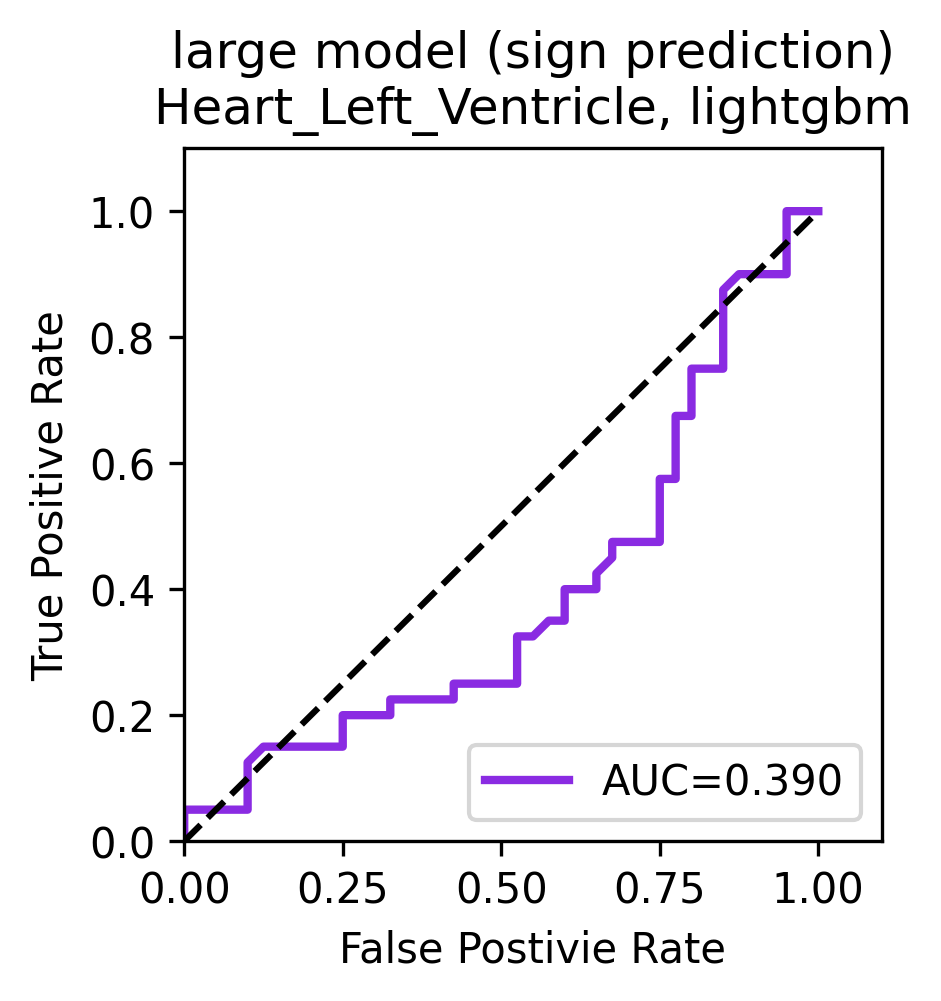 large model (sign prediction)
Heart_Left_Ventricle, lightgbm
True Positive Rate
1.0
0.8
0.6
0.4
0.2
0.0
AUC=0.390
0.00 0.25 0.50 0.75 1.00
False Postivie Rate